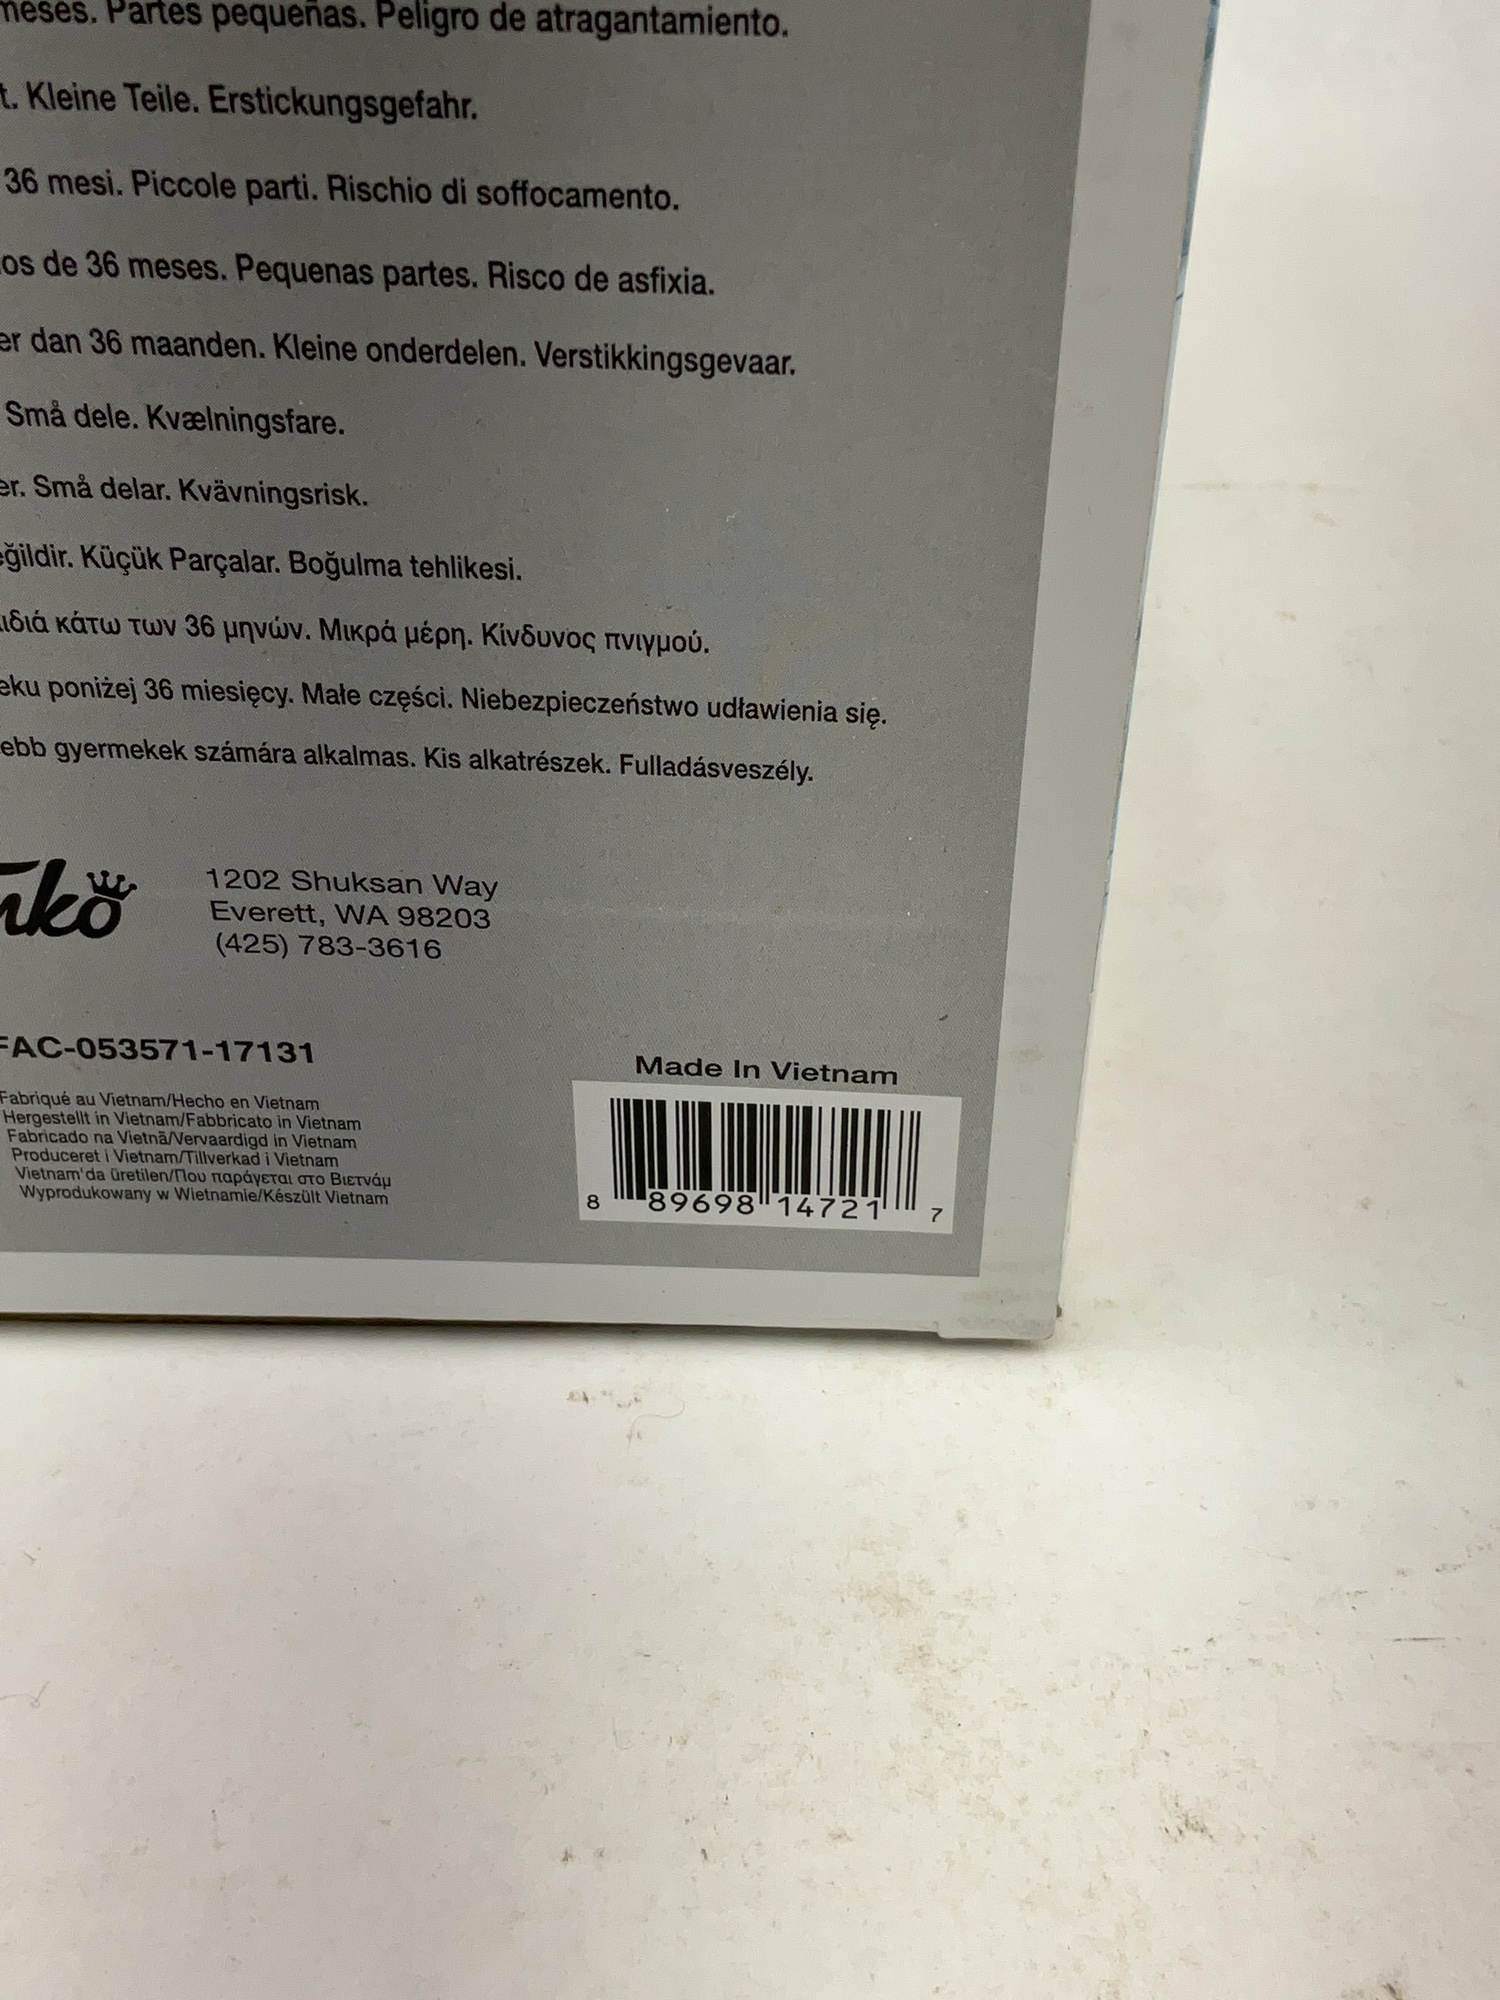 meses. Partes pequeñas. Peligro de atragantamiento.
t. Kleine Teile. Erstickungsgefahr.
36 mesi. Piccole parti. Rischio di soffocamento.
os de 36 meses. Pequenas partes. Risco de asfixia.
er dan 36 maanden. Kleine onderdelen. Verstikkingsgevaar.
Små dele. Kvælningsfare.
er. Små delar. Kvävningsrisk.
eğildir. Küçük Parçalar. Boğulma tehlikesi.
ιδιά κάτω των 36 μηνών. Μικρά μέρη. Κίνδυνος πνιγμού.
eku poniżej 36 miesięcy. Małe części. Niebezpieczeństwo udławienia się.
ebb gyermekek számára alkalmas. Kis alkatrészek. Fulladásveszély.
nko
1202 Shuksan Way
Everett, WA 98203
(425) 783-3616
FAC-053571-17131
Fabriqué au Vietnam/Hecho en Vietnam
Hergestellt in Vietnam/Fabbricato in Vietnam
Fabricado na Vietnã/Vervaardigd in Vietnam
Produceret i Vietnam/Tillverkad i Vietnam
Vietnam'da üretilen/Που παράγεται στο Βιετνάμ
Wyprodukowany w Wietnamie/Készült Vietnam
Made In Vietnam
8 89698 14721 7